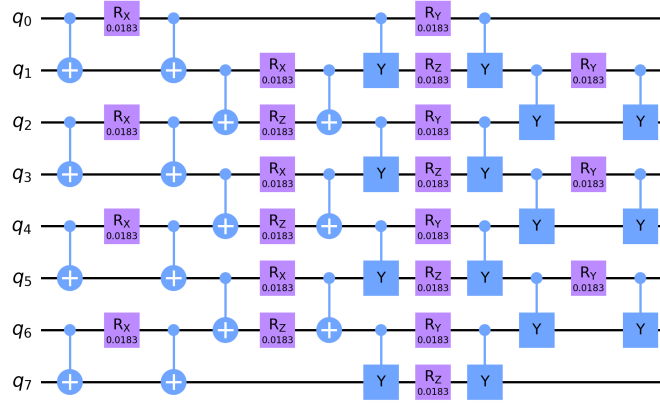 q0 RX 0.0183 RY 0.0183
q1 RX 0.0183 Y RZ 0.0183 Y RY 0.0183
q2 RX 0.0183 RZ 0.0183 RY 0.0183 Y Y
q3 RX 0.0183 Y RZ 0.0183 Y RY 0.0183
q4 RX 0.0183 RZ 0.0183 RY 0.0183 Y Y
q5 RX 0.0183 Y RZ 0.0183 Y RY 0.0183
q6 RX 0.0183 RZ 0.0183 RY 0.0183 Y Y
q7 Y RZ 0.0183 Y